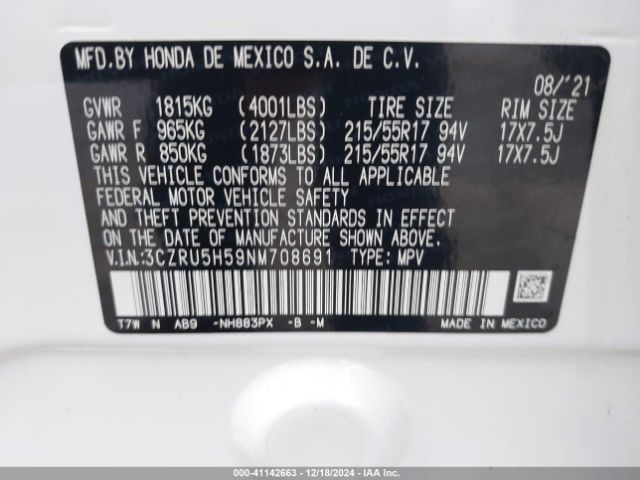 MFD.BY HONDA DE MEXICO S.A. DE C.V.
08/'21
GVWR 1815KG (4001LBS) TIRE SIZE RIM SIZE
GAWR F 965KG (2127LBS) 215/55R17 94V 17X7.5J
GAWR R 850KG (1873LBS) 215/55R17 94V 17X7.5J
THIS VEHICLE CONFORMS TO ALL APPLICABLE
FEDERAL MOTOR VEHICLE SAFETY
AND THEFT PREVENTION STANDARDS IN EFFECT
ON THE DATE OF MANUFACTURE SHOWN ABOVE.
V.I.N.:3CZRU5H59NM708691 TYPE: MPV
T7W N AB9 -NH883PX -B -M MADE IN MEXICO
000-41142663 - 12/18/2024 - IAAI.COM